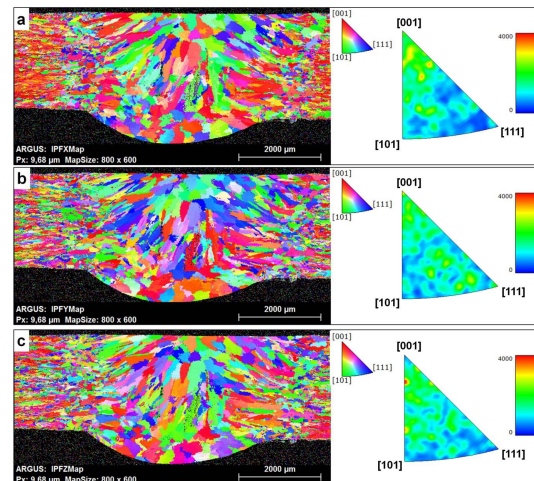 a
ARGUS: IPFXMap
Px: 9,68 µm MapSize: 800 x 600
2000 µm
[001]
[101]
[111]
[001]
[101]
[111]
4000
0
b
ARGUS: IPFYMap
Px: 9,68 µm MapSize: 800 x 600
2000 µm
[001]
[101]
[111]
[001]
[101]
[111]
4000
0
c
ARGUS: IPFZMap
Px: 9,68 µm MapSize: 800 x 600
2000 µm
[001]
[101]
[111]
[001]
[101]
[111]
4000
0